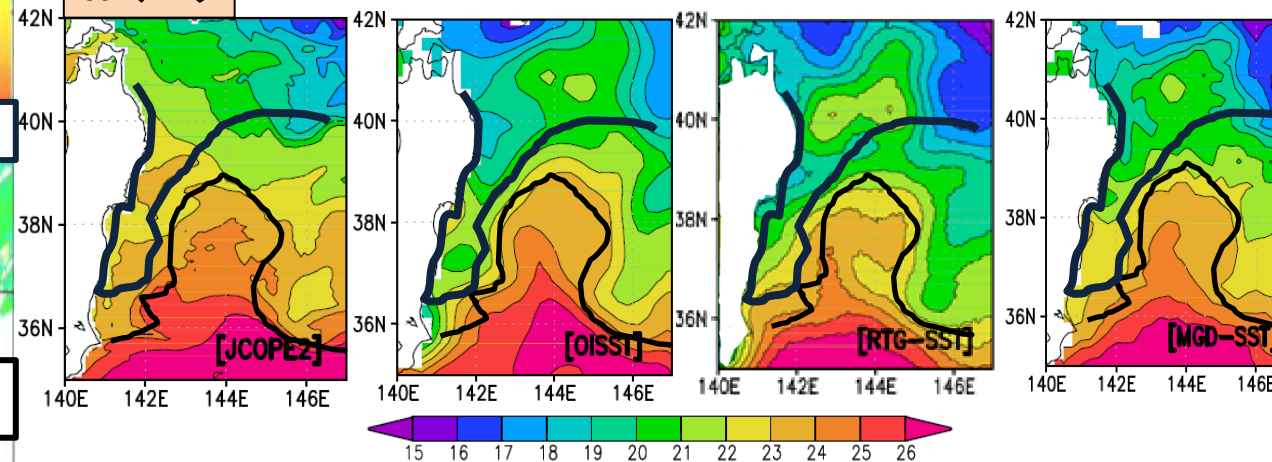 42N 42N 42N 42N
40N 40N 40N 40N
38N 38N 38N 38N
36N 36N 36N 36N
[JCOPE2] [OISST] [RTG-SST] [MGD-SST
140E 142E 144E 146E 140E 142E 144E 146E 140E 142E 144E 146E 140E 142E 144E 146
15 16 17 18 19 20 21 22 23 24 25 26